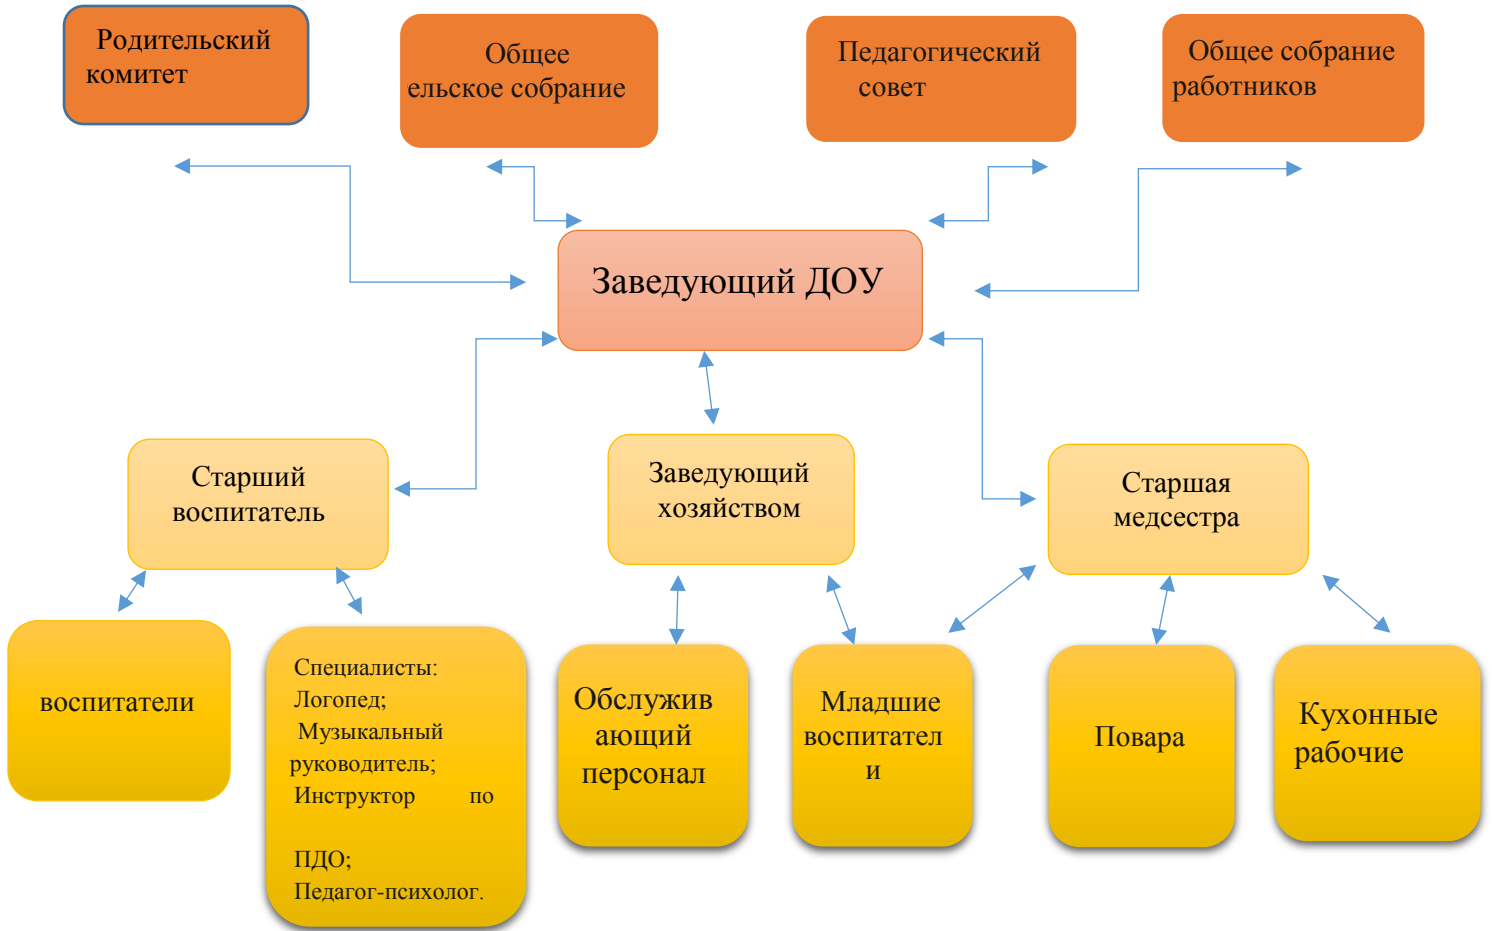 Родительский
комитет
Общее
ельское собрание
Педагогический
совет
Общее собрание
работников
Заведующий ДОУ
Старший
воспитатель
Заведующий
хозяйством
Старшая
медсестра
воспитатели
Специалисты:
Логопед;
Музыкальный
руководитель;
Инструктор по
ПДО;
Педагог-психолог.
Обслужив
ающий
персонал
Младшие
воспитател
и
Повара
Кухонные
рабочие